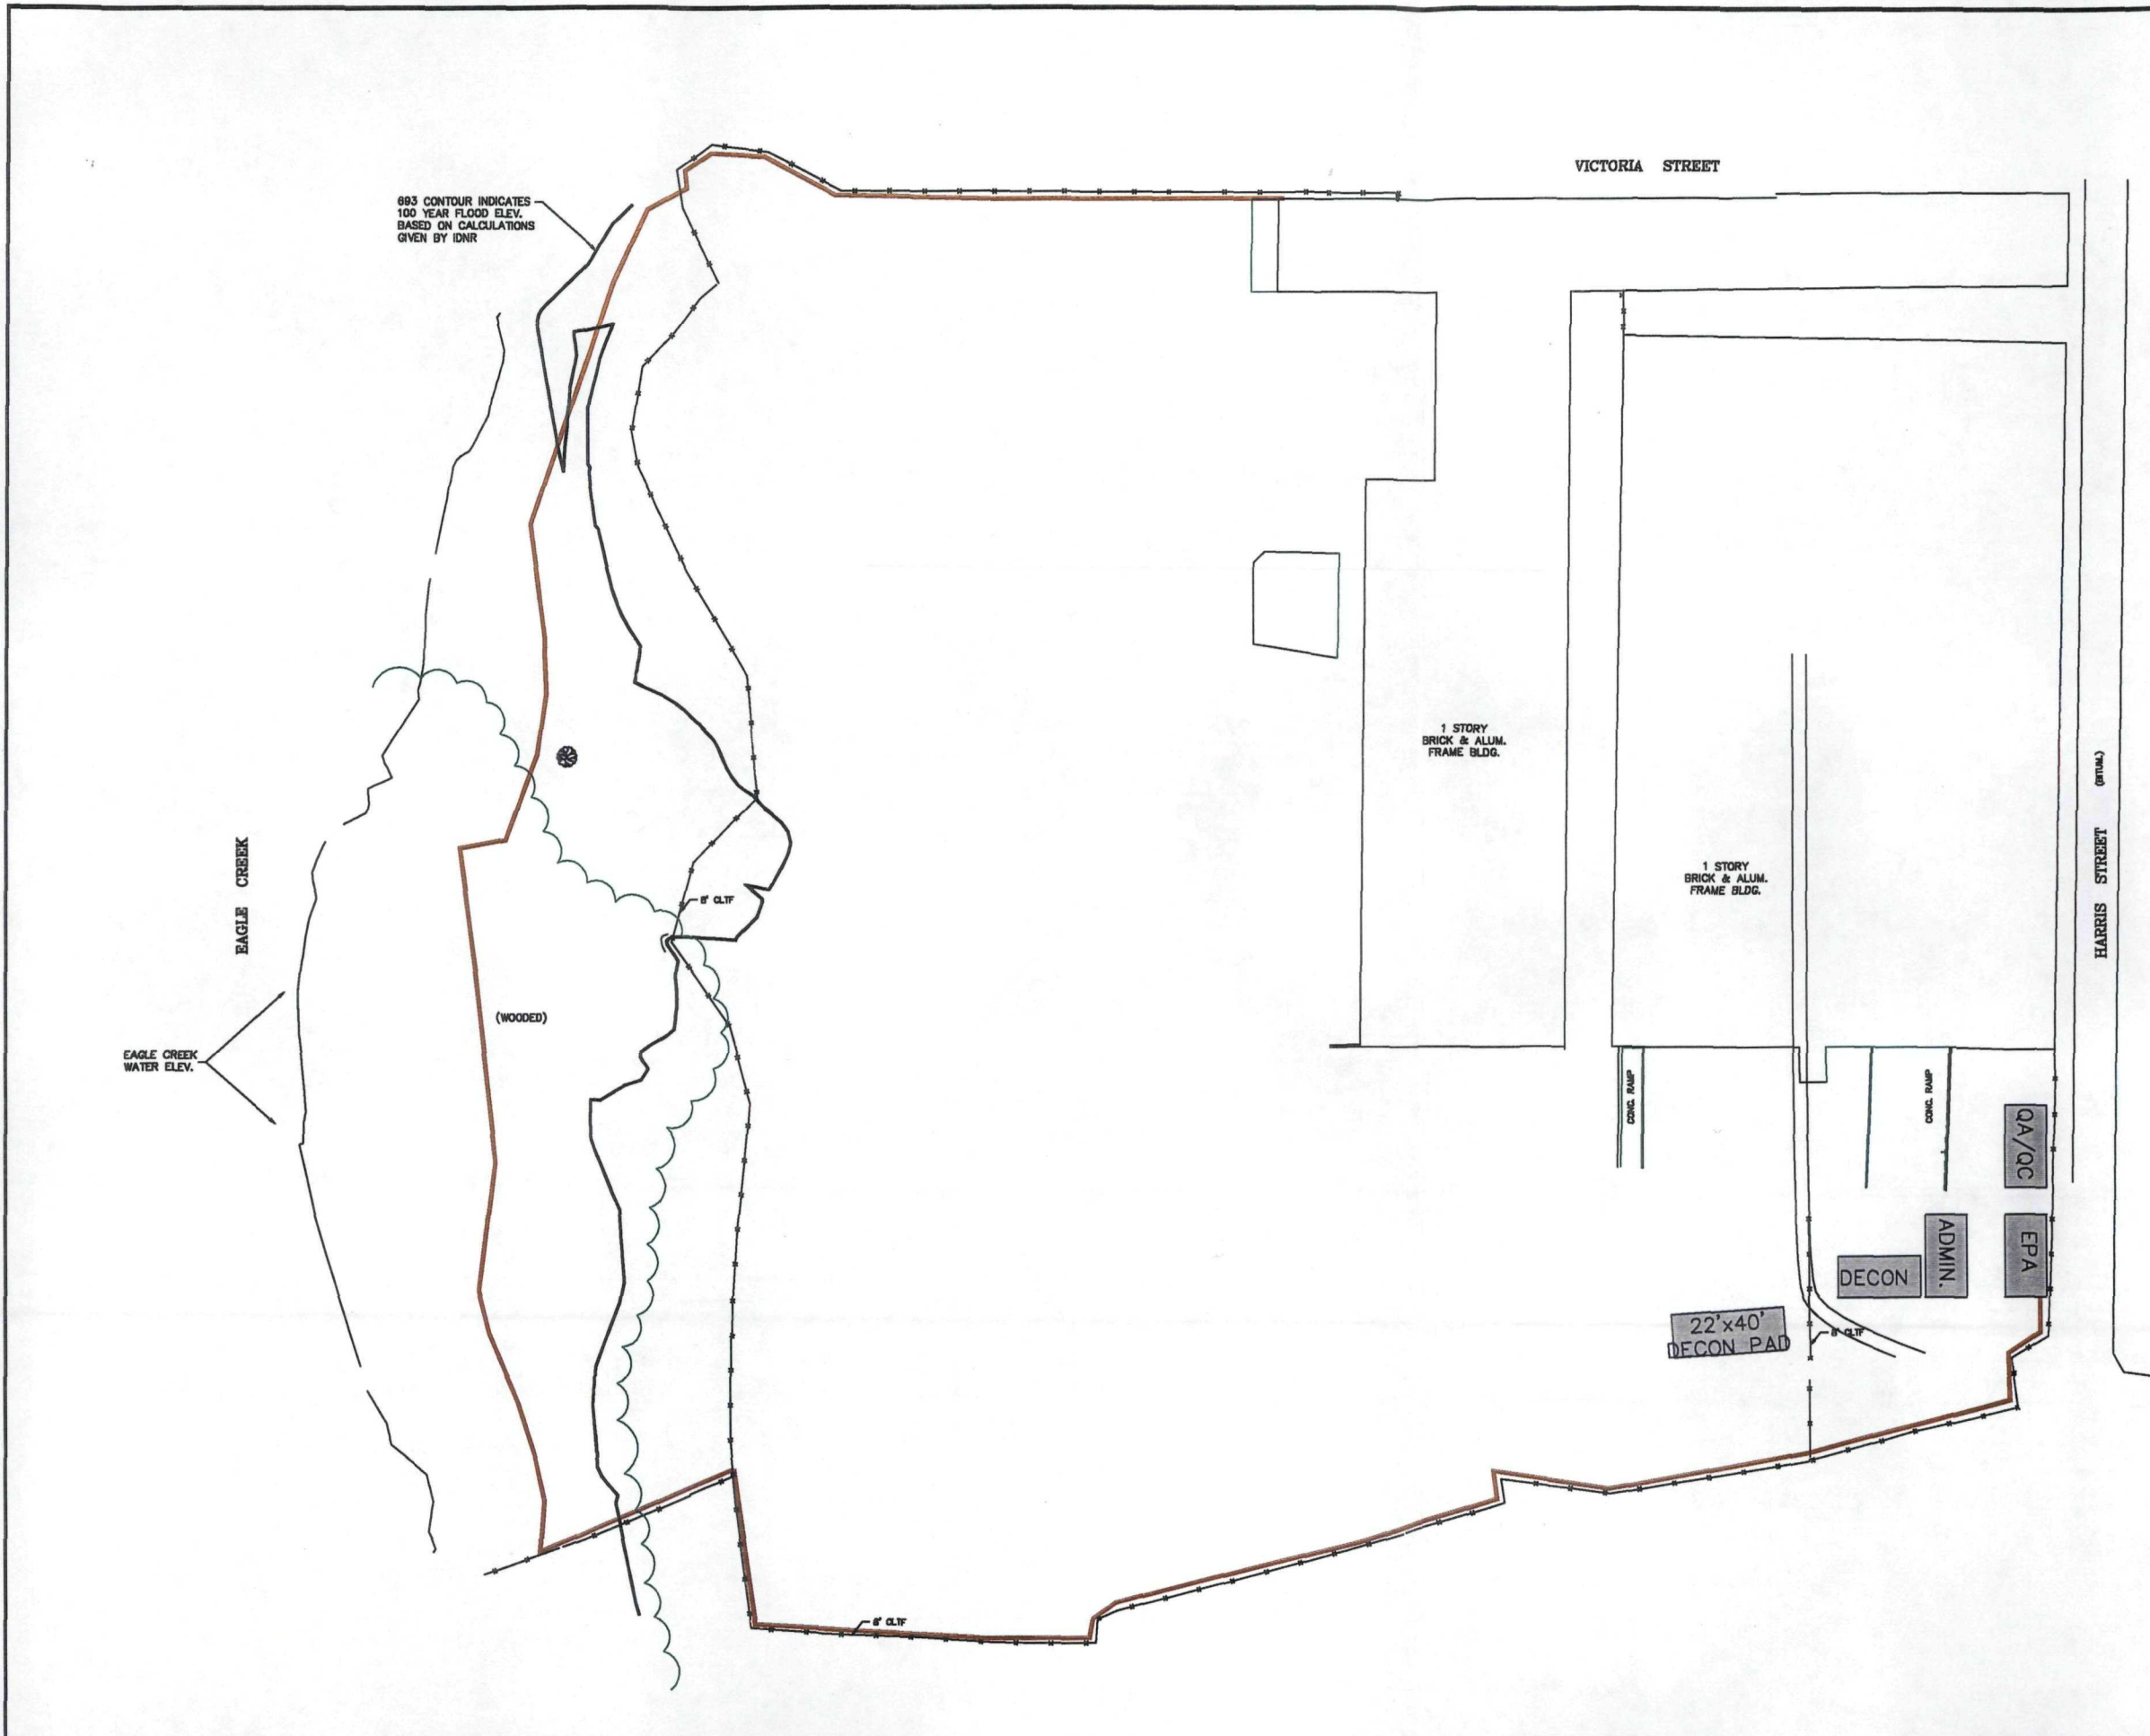 VICTORIA STREET
693 CONTOUR INDICATES
100 YEAR FLOOD ELEV.
BASED ON CALCULATIONS
GIVEN BY IDNR
1 STORY
BRICK & ALUM.
FRAME BLDG.
HARRIS STREET (BITUM.)
1 STORY
BRICK & ALUM.
FRAME BLDG.
EAGLE CREEK
8' CLTF
(WOODED)
EAGLE CREEK
WATER ELEV.
CONC. RAMP
CONC. RAMP
QA/QC
EPA
ADMIN.
DECON
22'x40'
DECON PAD
8' CLTF
8' CLTF